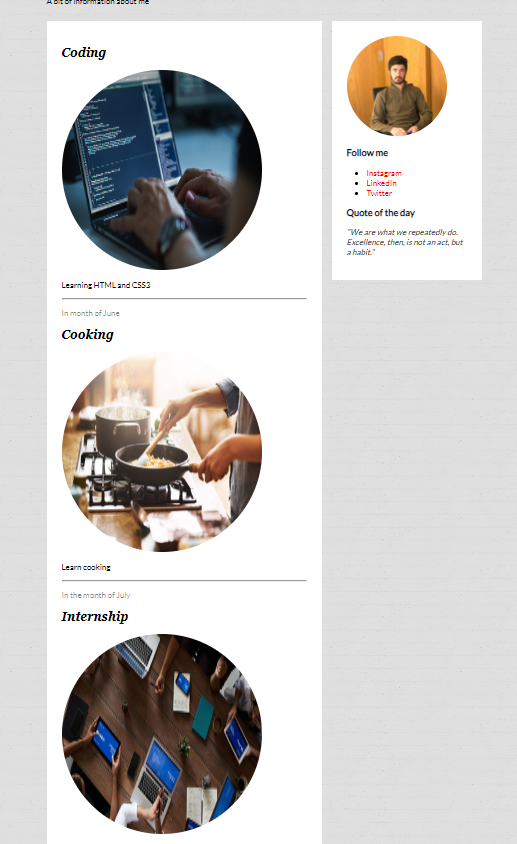 A bit of information about me
Coding
Learning HTML and CSS3
In month of June
Cooking
Learn cooking
In the month of July
Internship
Follow me
Instagram
LinkedIn
Twitter
Quote of the day
"We are what we repeatedly do.
Excellence, then, is not an act, but
a habit."